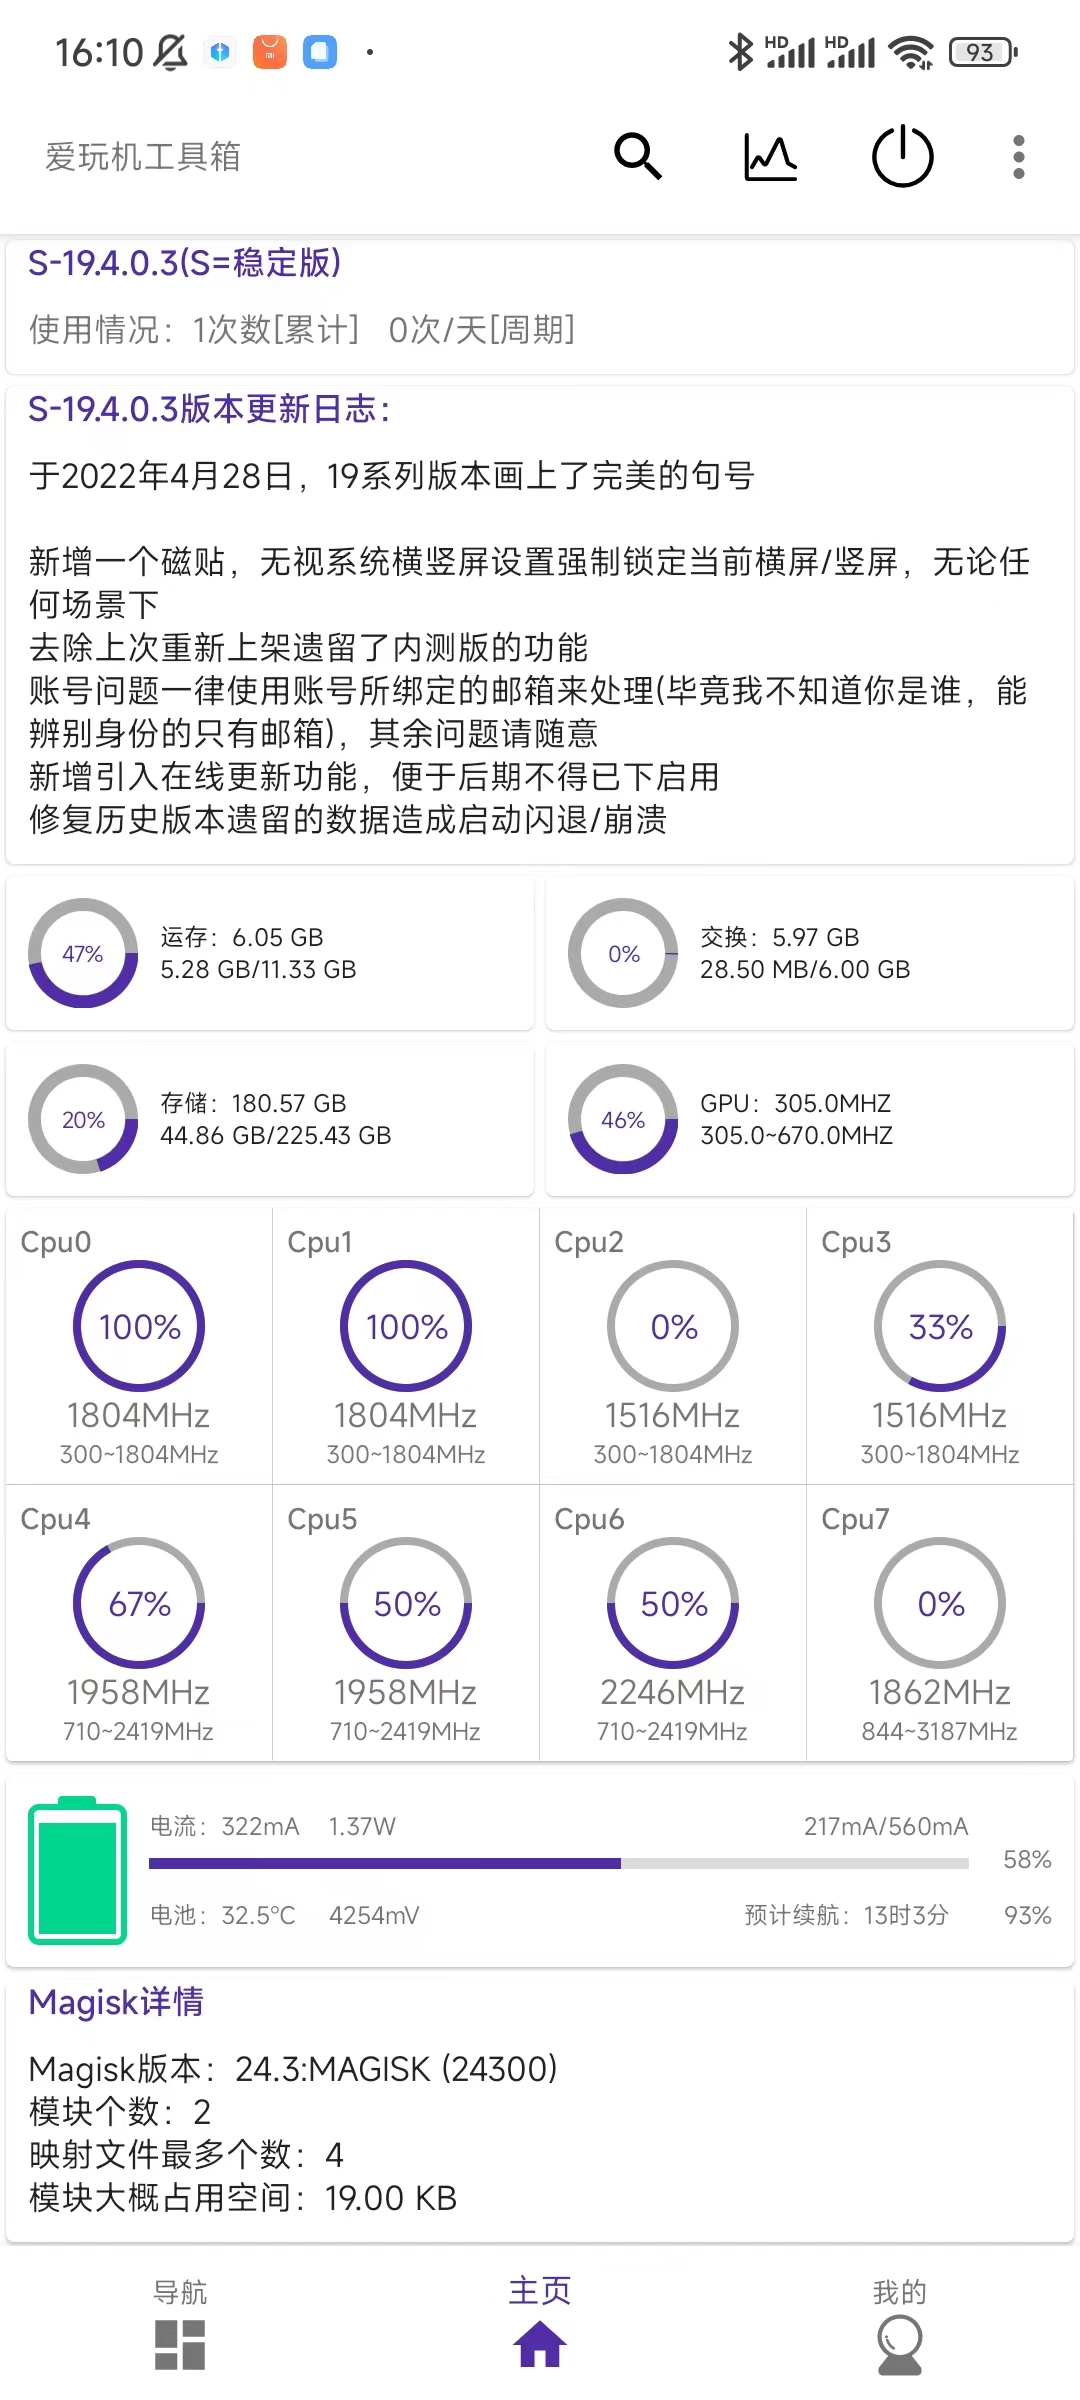 16:10
HD HD 93
爱玩机工具箱
S-19.4.0.3(S=稳定版)
使用情况：1次数[累计] 0次/天[周期]
S-19.4.0.3版本更新日志：
于2022年4月28日，19系列版本画上了完美的句号
新增一个磁贴，无视系统横竖屏设置强制锁定当前横屏/竖屏，无论任
何场景下
去除上次重新上架遗留了内测版的功能
账号问题一律使用账号所绑定的邮箱来处理(毕竟我不知道你是谁，能
辨别身份的只有邮箱)，其余问题请随意
新增引入在线更新功能，便于后期不得已下启用
修复历史版本遗留的数据造成启动闪退/崩溃
47%
运存：6.05 GB
5.28 GB/11.33 GB
0%
交换：5.97 GB
28.50 MB/6.00 GB
20%
存储：180.57 GB
44.86 GB/225.43 GB
46%
GPU：305.0MHZ
305.0~670.0MHZ
Cpu0
100%
1804MHz
300~1804MHz
Cpu1
100%
1804MHz
300~1804MHz
Cpu2
0%
1516MHz
300~1804MHz
Cpu3
33%
1516MHz
300~1804MHz
Cpu4
67%
1958MHz
710~2419MHz
Cpu5
50%
1958MHz
710~2419MHz
Cpu6
50%
2246MHz
710~2419MHz
Cpu7
0%
1862MHz
844~3187MHz
电流：322mA 1.37W 217mA/560mA
58%
电池：32.5°C 4254mV 预计续航：13时3分 93%
Magisk详情
Magisk版本：24.3:MAGISK (24300)
模块个数：2
映射文件最多个数：4
模块大概占用空间：19.00 KB
导航 主页 我的